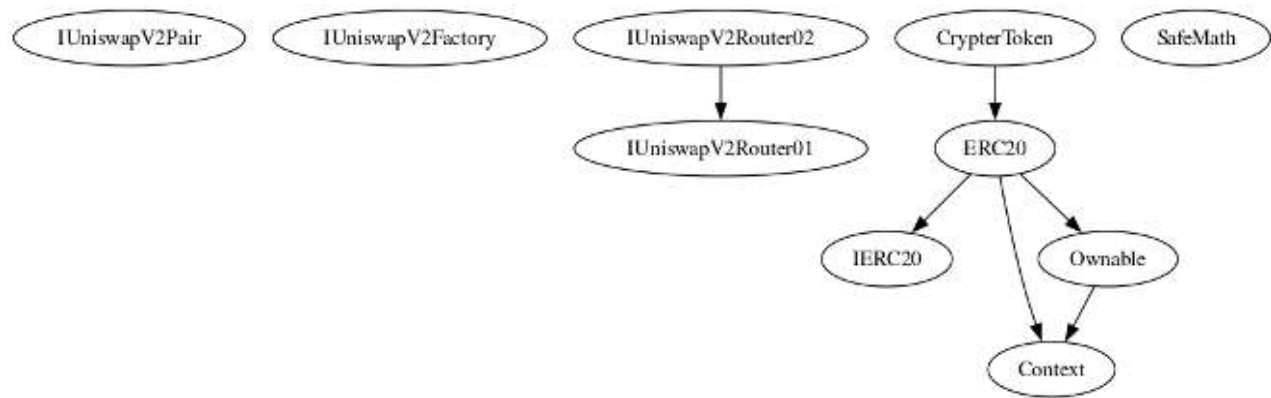 IUniswapV2Pair
IUniswapV2Factory
IUniswapV2Router02
CrypterToken
SafeMath
IUniswapV2Router01
ERC20
IERC20
Ownable
Context